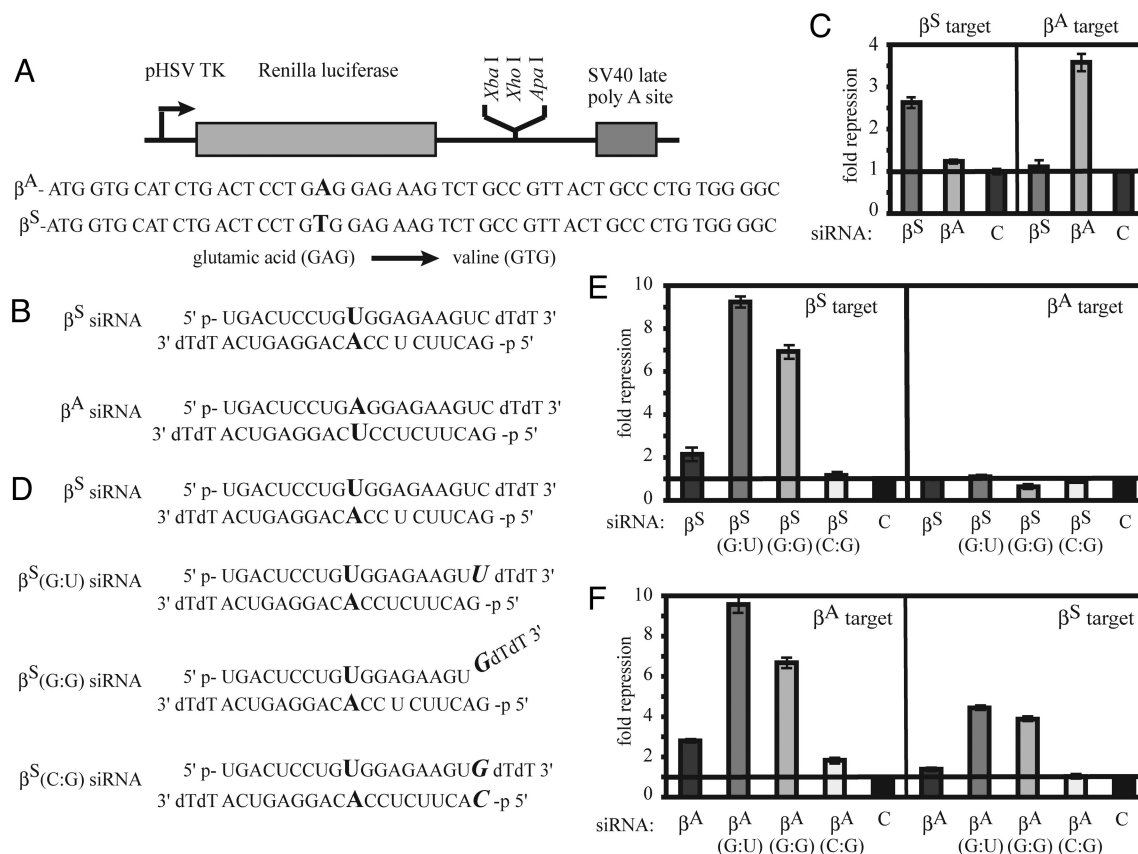 A
pHSV TK
Renilla luciferase
Xba I
Xho I
Apa I
SV40 late
poly A site
βA- ATG GTG CAT CTG ACT CCT GAG GAG AAG TCT GCC GTT ACT GCC CTG TGG GGC
βS-ATG GTG CAT CTG ACT CCT GTG GAG AAG TCT GCC GTT ACT GCC CTG TGG GGC
glutamic acid (GAG) valine (GTG)
B
βS siRNA
5' p- UGACUCCUGUGGAGAAGUC dTdT 3'
3' dTdT ACUGAGGACACC U CUUCAG -p 5'
βA siRNA
5' p- UGACUCCUGAGGAGAAGUC dTdT 3'
3' dTdT ACUGAGGACUCCUCUUCAG -p 5'
D
βS siRNA
5' p- UGACUCCUGUGGAGAAGUC dTdT 3'
3' dTdT ACUGAGGACACC U CUUCAG -p 5'
βS(G:U) siRNA
5' p- UGACUCCUGUGGAGAAGUU dTdT 3'
3' dTdT ACUGAGGACACCUCUUCAG -p 5'
βS(G:G) siRNA
5' p- UGACUCCUGUGGAGAAGU GdTdT 3'
3' dTdT ACUGAGGACACC U CUUCAG -p 5'
βS(C:G) siRNA
5' p- UGACUCCUGUGGAGAAGUG dTdT 3'
3' dTdT ACUGAGGACACCUCUUCAC -p 5'
C
βS target βA target
fold repression
4
3
2
1
0
siRNA: βS βA C βS βA C
E
βS target βA target
fold repression
10
8
6
4
2
0
siRNA: βS βS βS βS C βS βS βS βS C
(G:U) (G:G) (C:G) (G:U) (G:G) (C:G)
F
βA target βS target
fold repression
10
8
6
4
2
0
siRNA: βA βA βA βA C βA βA βA βA C
(G:U) (G:G) (C:G) (G:U) (G:G) (C:G)